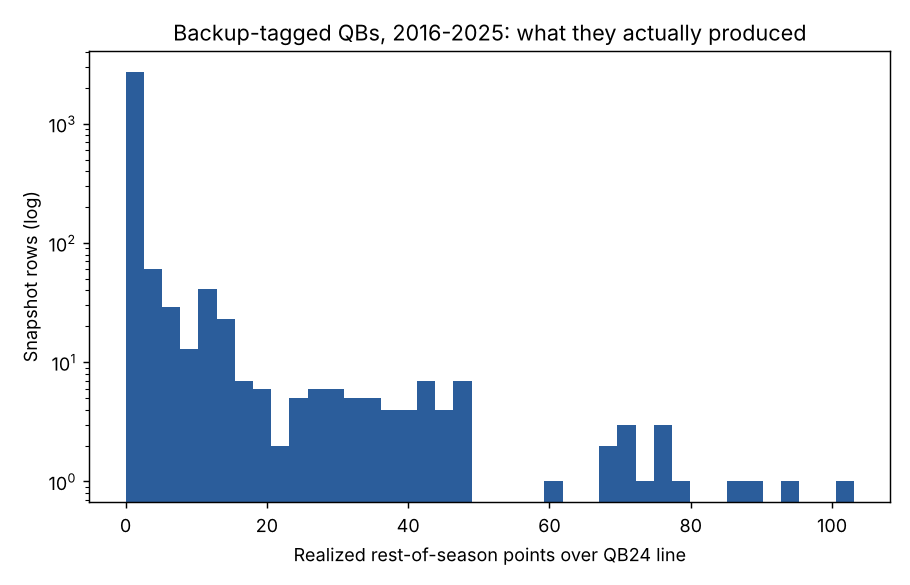 Backup-tagged QBs, 2016-2025: what they actually produced
Snapshot rows (log)
10³
10²
10¹
10⁰
0 20 40 60 80 100
Realized rest-of-season points over QB24 line